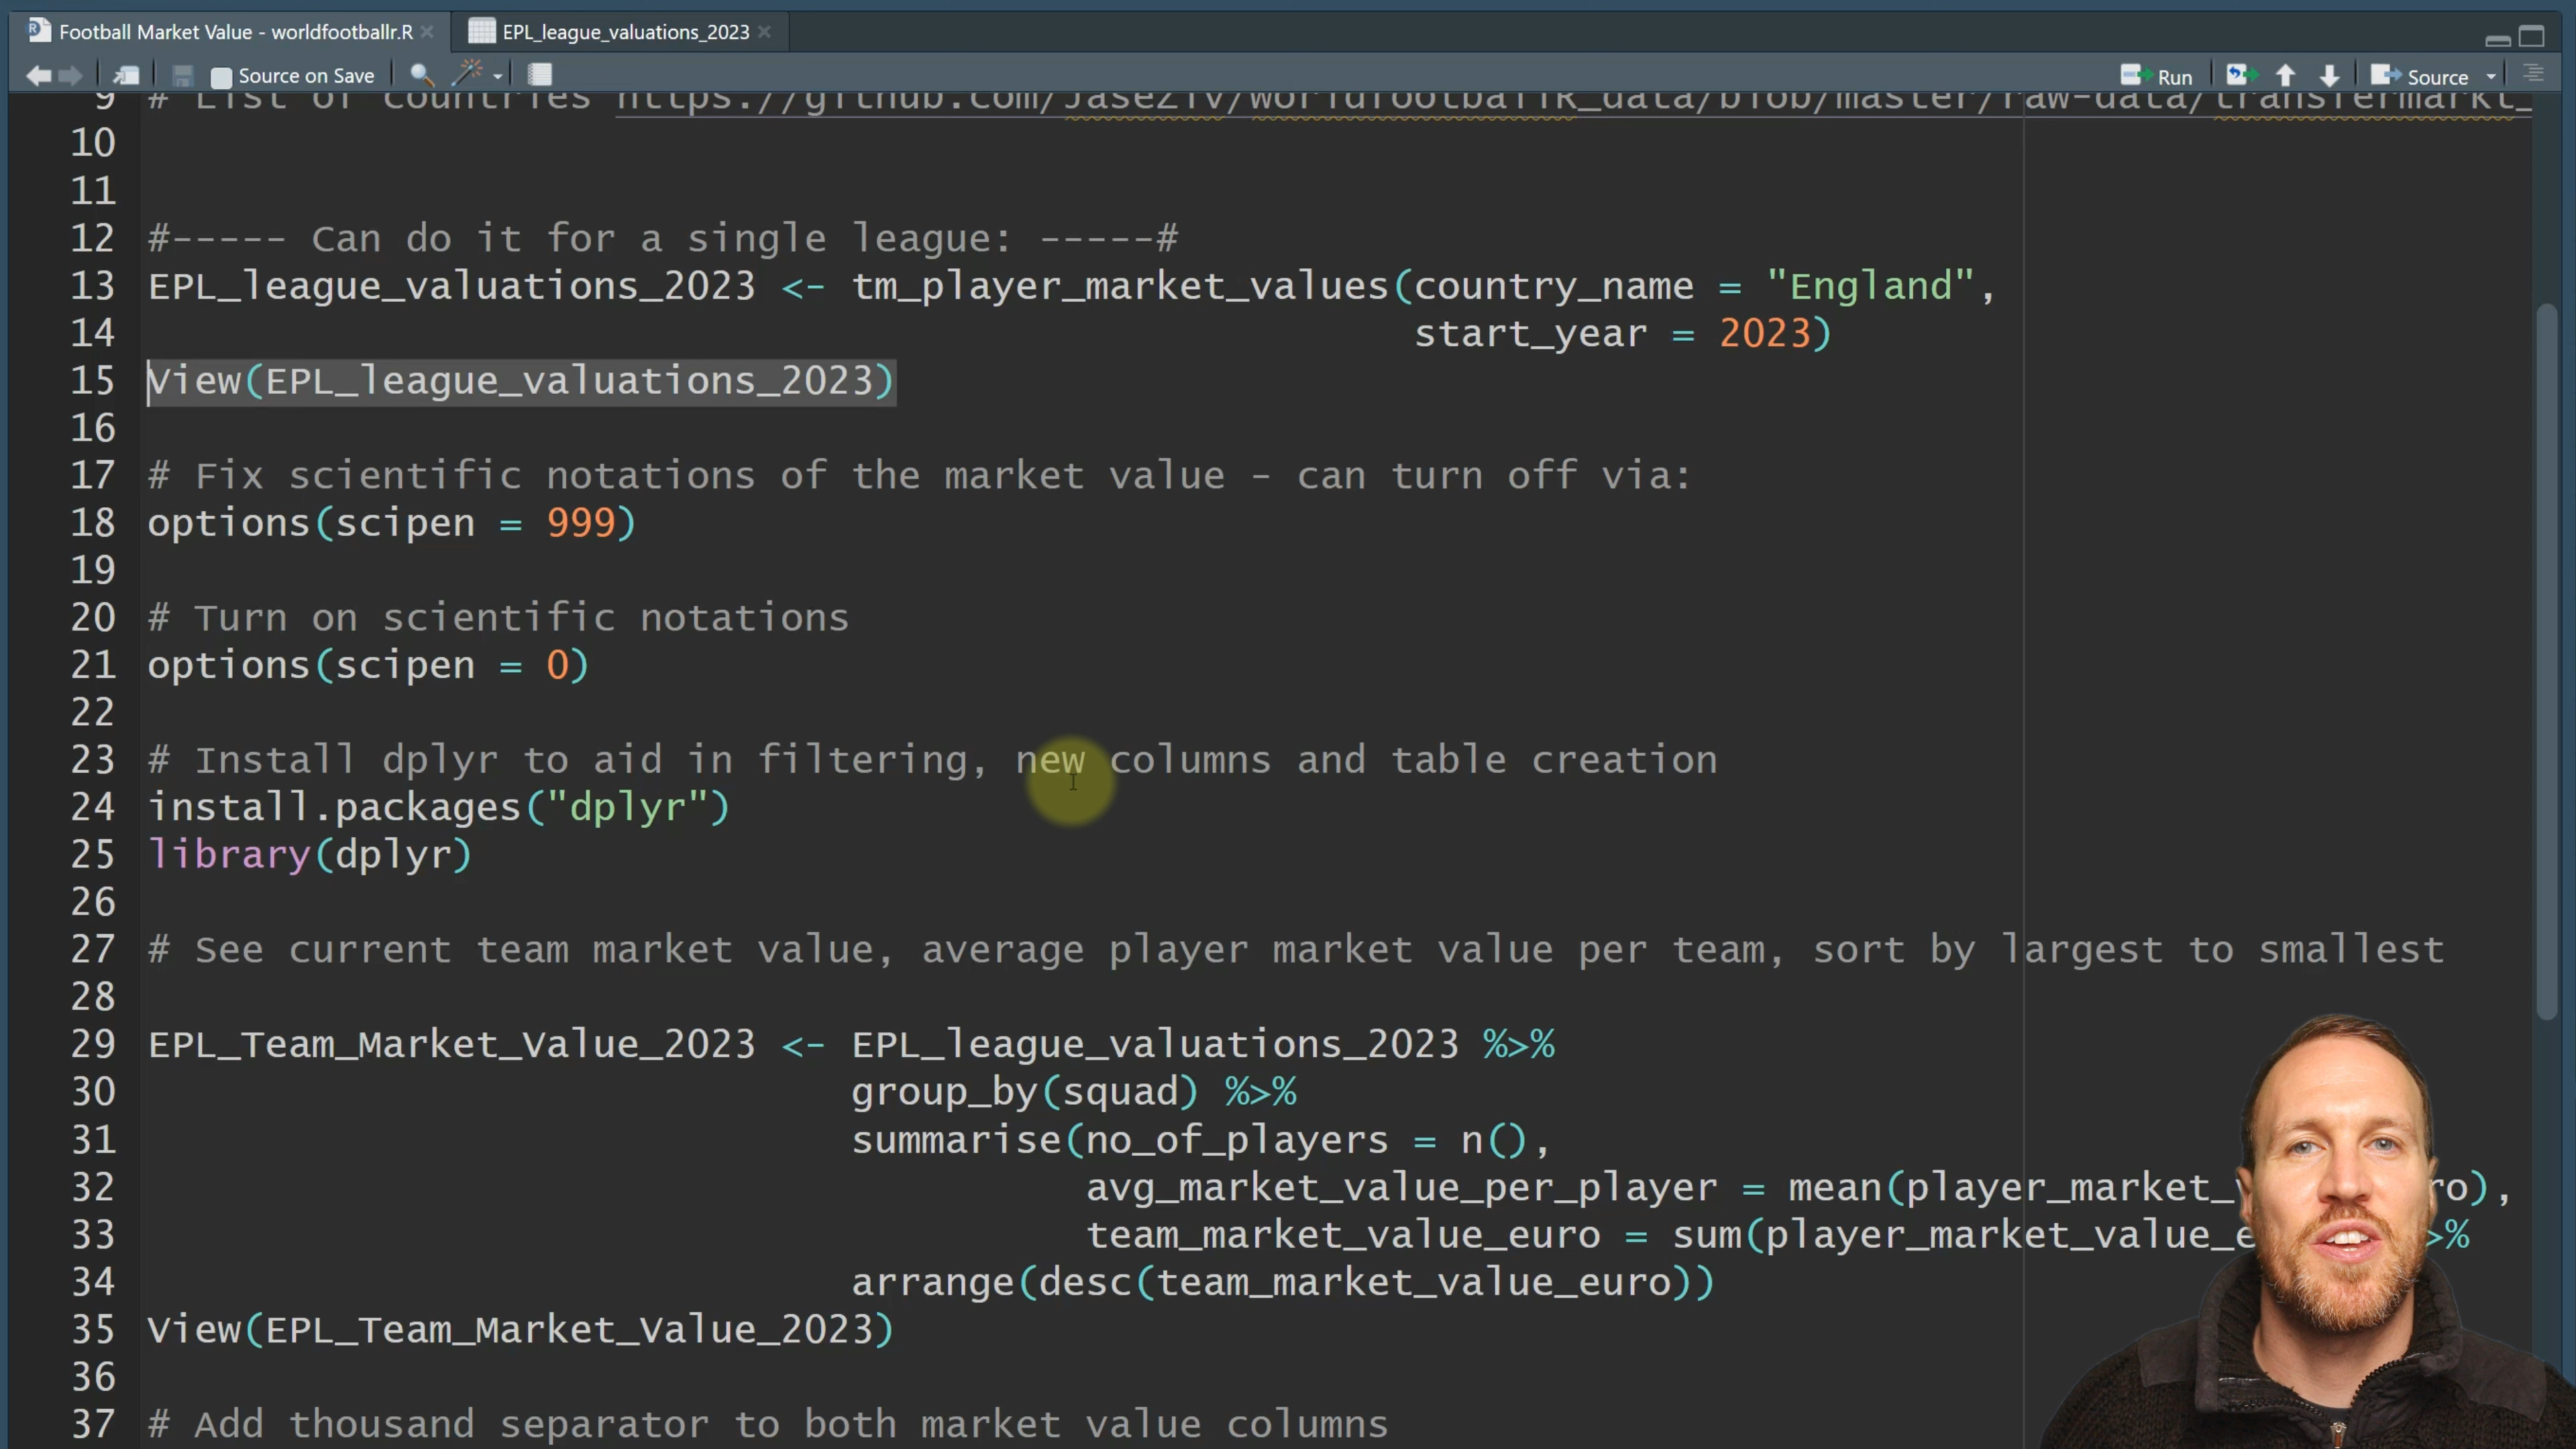 Football Market Value - worldfootballr.R
EPL_league_valuations_2023
Source on Save
Run
Source
9 # List of countries https://github.com/JaseZiv/worldfootballR_data/blob/master/raw-data/transfermarkt_
10
11
12 #----- Can do it for a single league: -----#
13 EPL_league_valuations_2023 <- tm_player_market_values(country_name = "England",
14 start_year = 2023)
15 View(EPL_league_valuations_2023)
16
17 # Fix scientific notations of the market value - can turn off via:
18 options(scipen = 999)
19
20 # Turn on scientific notations
21 options(scipen = 0)
22
23 # Install dplyr to aid in filtering, new columns and table creation
24 install.packages("dplyr")
25 library(dplyr)
26
27 # See current team market value, average player market value per team, sort by largest to smallest
28
29 EPL_Team_Market_Value_2023 <- EPL_league_valuations_2023 %>%
30 group_by(squad) %>%
31 summarise(no_of_players = n(),
32 avg_market_value_per_player = mean(player_market_ ro),
33 team_market_value_euro = sum(player_market_value_e >%
34 arrange(desc(team_market_value_euro))
35 View(EPL_Team_Market_Value_2023)
36
37 # Add thousand separator to both market value columns